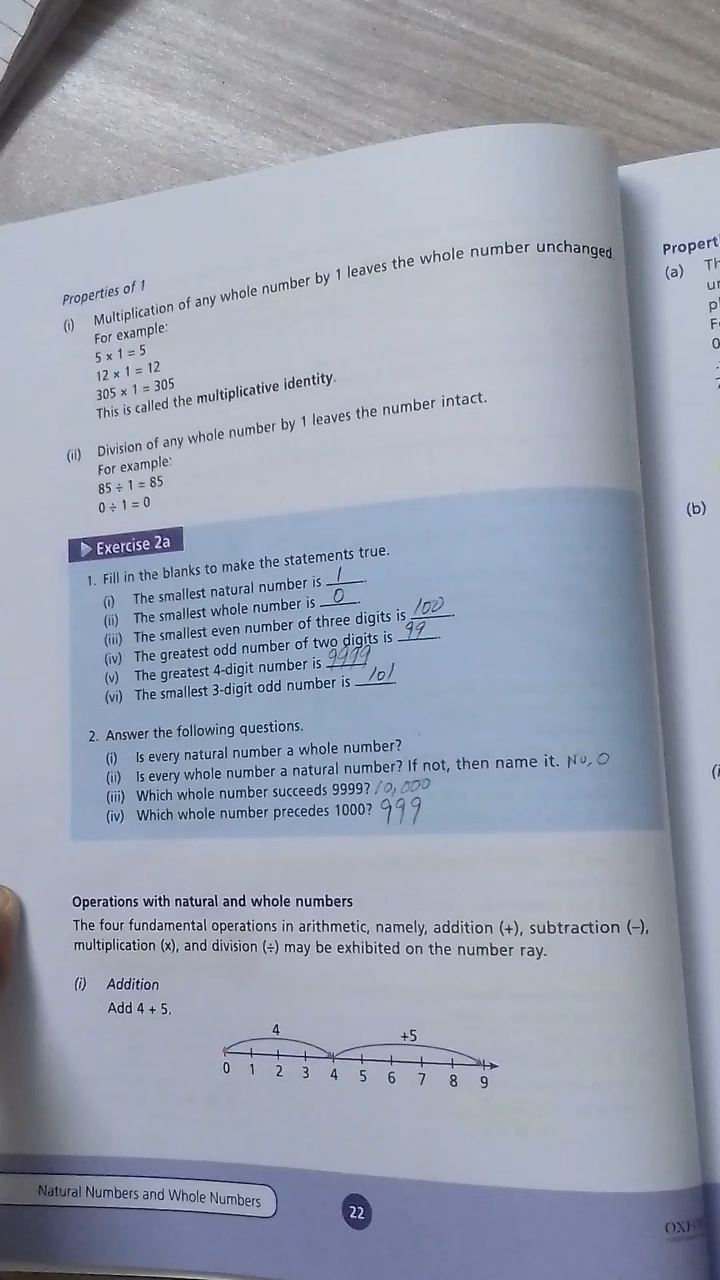 Properties of 1
(i) Multiplication of any whole number by 1 leaves the whole number unchanged
For example:
5 x 1 = 5
12 x 1 = 12
305 x 1 = 305
This is called the multiplicative identity.
(ii) Division of any whole number by 1 leaves the number intact.
For example:
85 ÷ 1 = 85
0 ÷ 1 = 0
Exercise 2a
1. Fill in the blanks to make the statements true.
(i) The smallest natural number is 1.
(ii) The smallest whole number is 0.
(iii) The smallest even number of three digits is 100.
(iv) The greatest odd number of two digits is 99.
(v) The greatest 4-digit number is 9999
(vi) The smallest 3-digit odd number is 101.
2. Answer the following questions.
(i) Is every natural number a whole number?
(ii) Is every whole number a natural number? If not, then name it. No, 0
(iii) Which whole number succeeds 9999? 10,000
(iv) Which whole number precedes 1000? 999
Operations with natural and whole numbers
The four fundamental operations in arithmetic, namely, addition (+), subtraction (–),
multiplication (x), and division (÷) may be exhibited on the number ray.
(i) Addition
Add 4 + 5.
4 +5
0 1 2 3 4 5 6 7 8 9
Natural Numbers and Whole Numbers
22
Propert
(a) Th
(b)